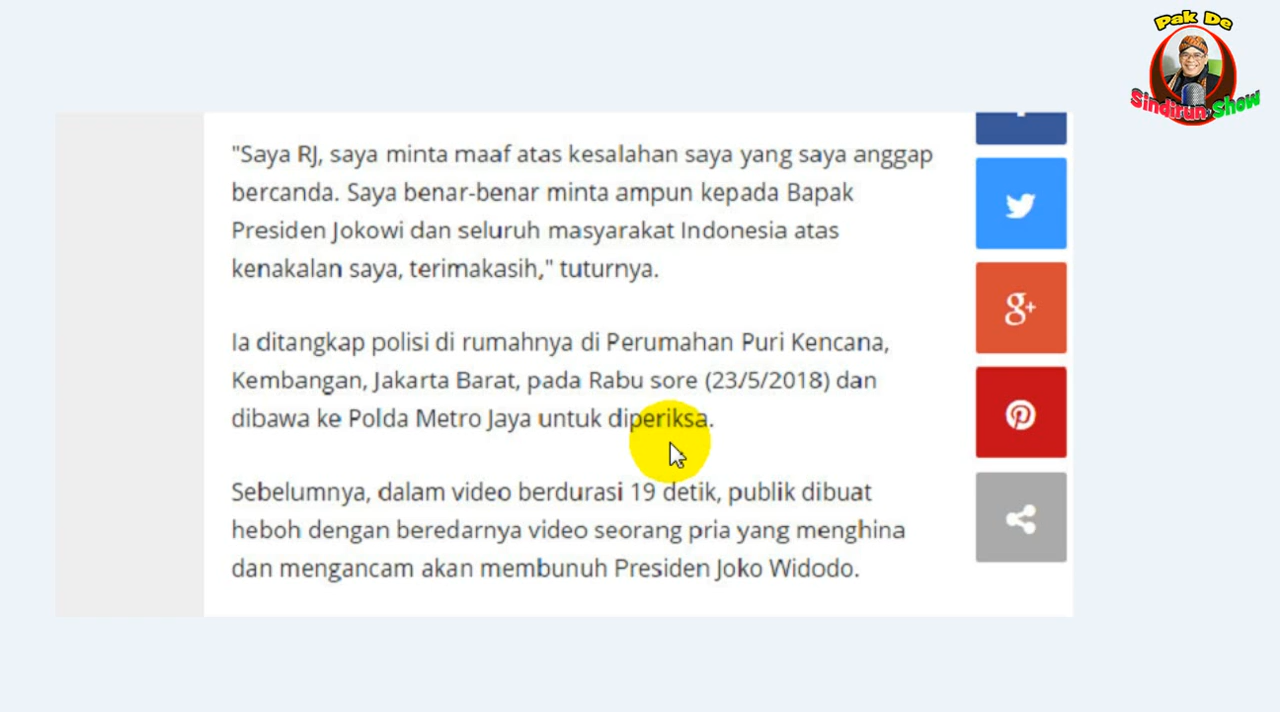 Pak De
Sindirun Show
"Saya RJ, saya minta maaf atas kesalahan saya yang saya anggap
bercanda. Saya benar-benar minta ampun kepada Bapak
Presiden Jokowi dan seluruh masyarakat Indonesia atas
kenakalan saya, terimakasih," tuturnya.
Ia ditangkap polisi di rumahnya di Perumahan Puri Kencana,
Kembangan, Jakarta Barat, pada Rabu sore (23/5/2018) dan
dibawa ke Polda Metro Jaya untuk diperiksa.
Sebelumnya, dalam video berdurasi 19 detik, publik dibuat
heboh dengan beredarnya video seorang pria yang menghina
dan mengancam akan membunuh Presiden Joko Widodo.
g+